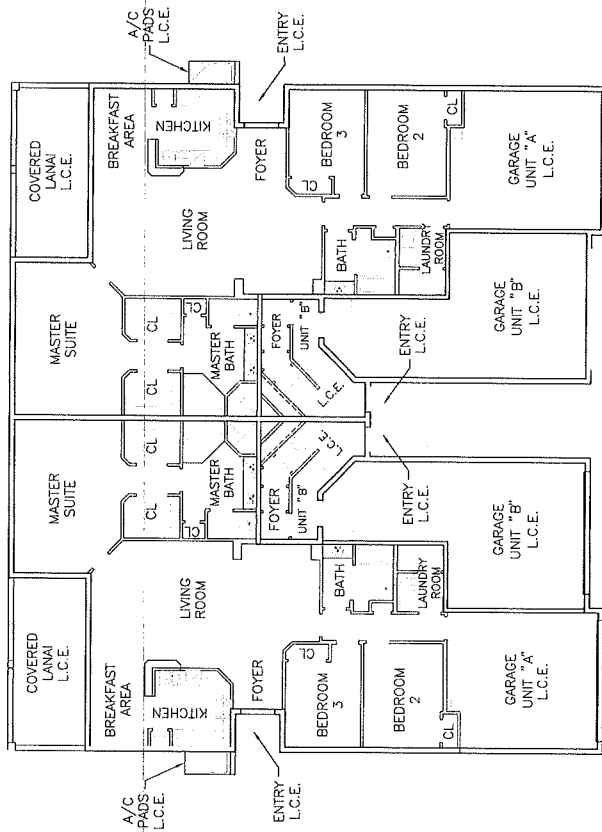 A/C
PADS
L.C.E.
ENTRY
L.C.E.
COVERED
LANAI
L.C.E.
BREAKFAST
AREA
KITCHEN
FOYER
BEDROOM
3
CL
BEDROOM
2
CL
GARAGE
UNIT "A"
L.C.E.
LIVING
ROOM
BATH
LAUNDRY
ROOM
MASTER
SUITE
CL
CL
CL
MASTER
BATH
FOYER
UNIT "B"
L.C.E.
GARAGE
UNIT "B"
L.C.E.
ENTRY
L.C.E.
MASTER
SUITE
CL
CL
CL
MASTER
BATH
FOYER
UNIT "B"
L.C.E.
ENTRY
L.C.E.
GARAGE
UNIT "B"
L.C.E.
LIVING
ROOM
BATH
LAUNDRY
ROOM
COVERED
LANAI
L.C.E.
BREAKFAST
AREA
KITCHEN
FOYER
CL
BEDROOM
3
BEDROOM
2
CL
GARAGE
UNIT "A"
L.C.E.
A/C
PADS
L.C.E.
ENTRY
L.C.E.